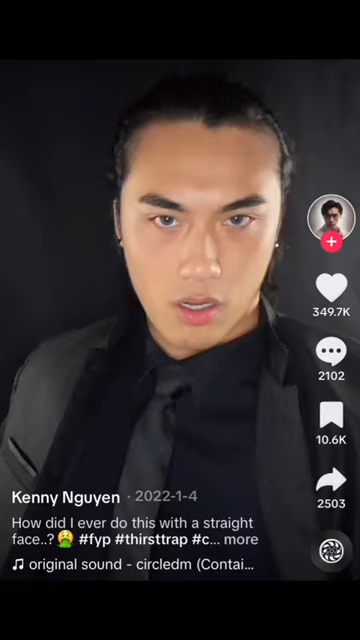 349.7K
2102
10.6K
2503
Kenny Nguyen · 2022-1-4
How did I ever do this with a straight
face..?🤮 #fyp #thirsttrap #c... more
original sound - circledm (Contai...